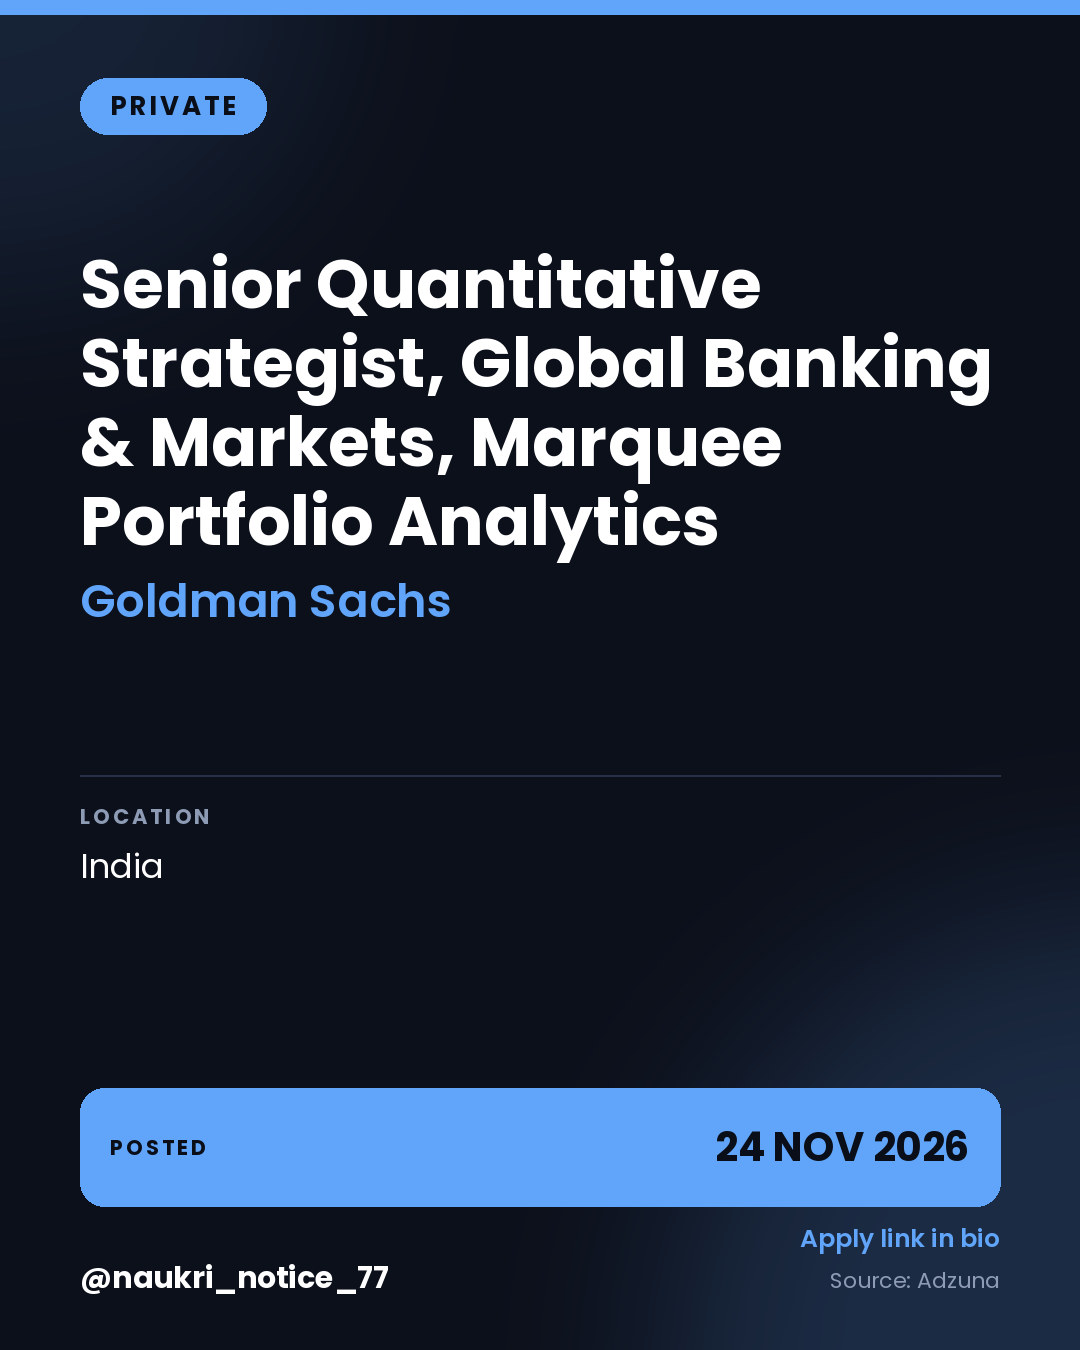 PRIVATE
Senior Quantitative
Strategist, Global Banking
& Markets, Marquee
Portfolio Analytics
Goldman Sachs
LOCATION
India
POSTED
24 NOV 2026
Apply link in bio
@naukri_notice_77
Source: Adzuna